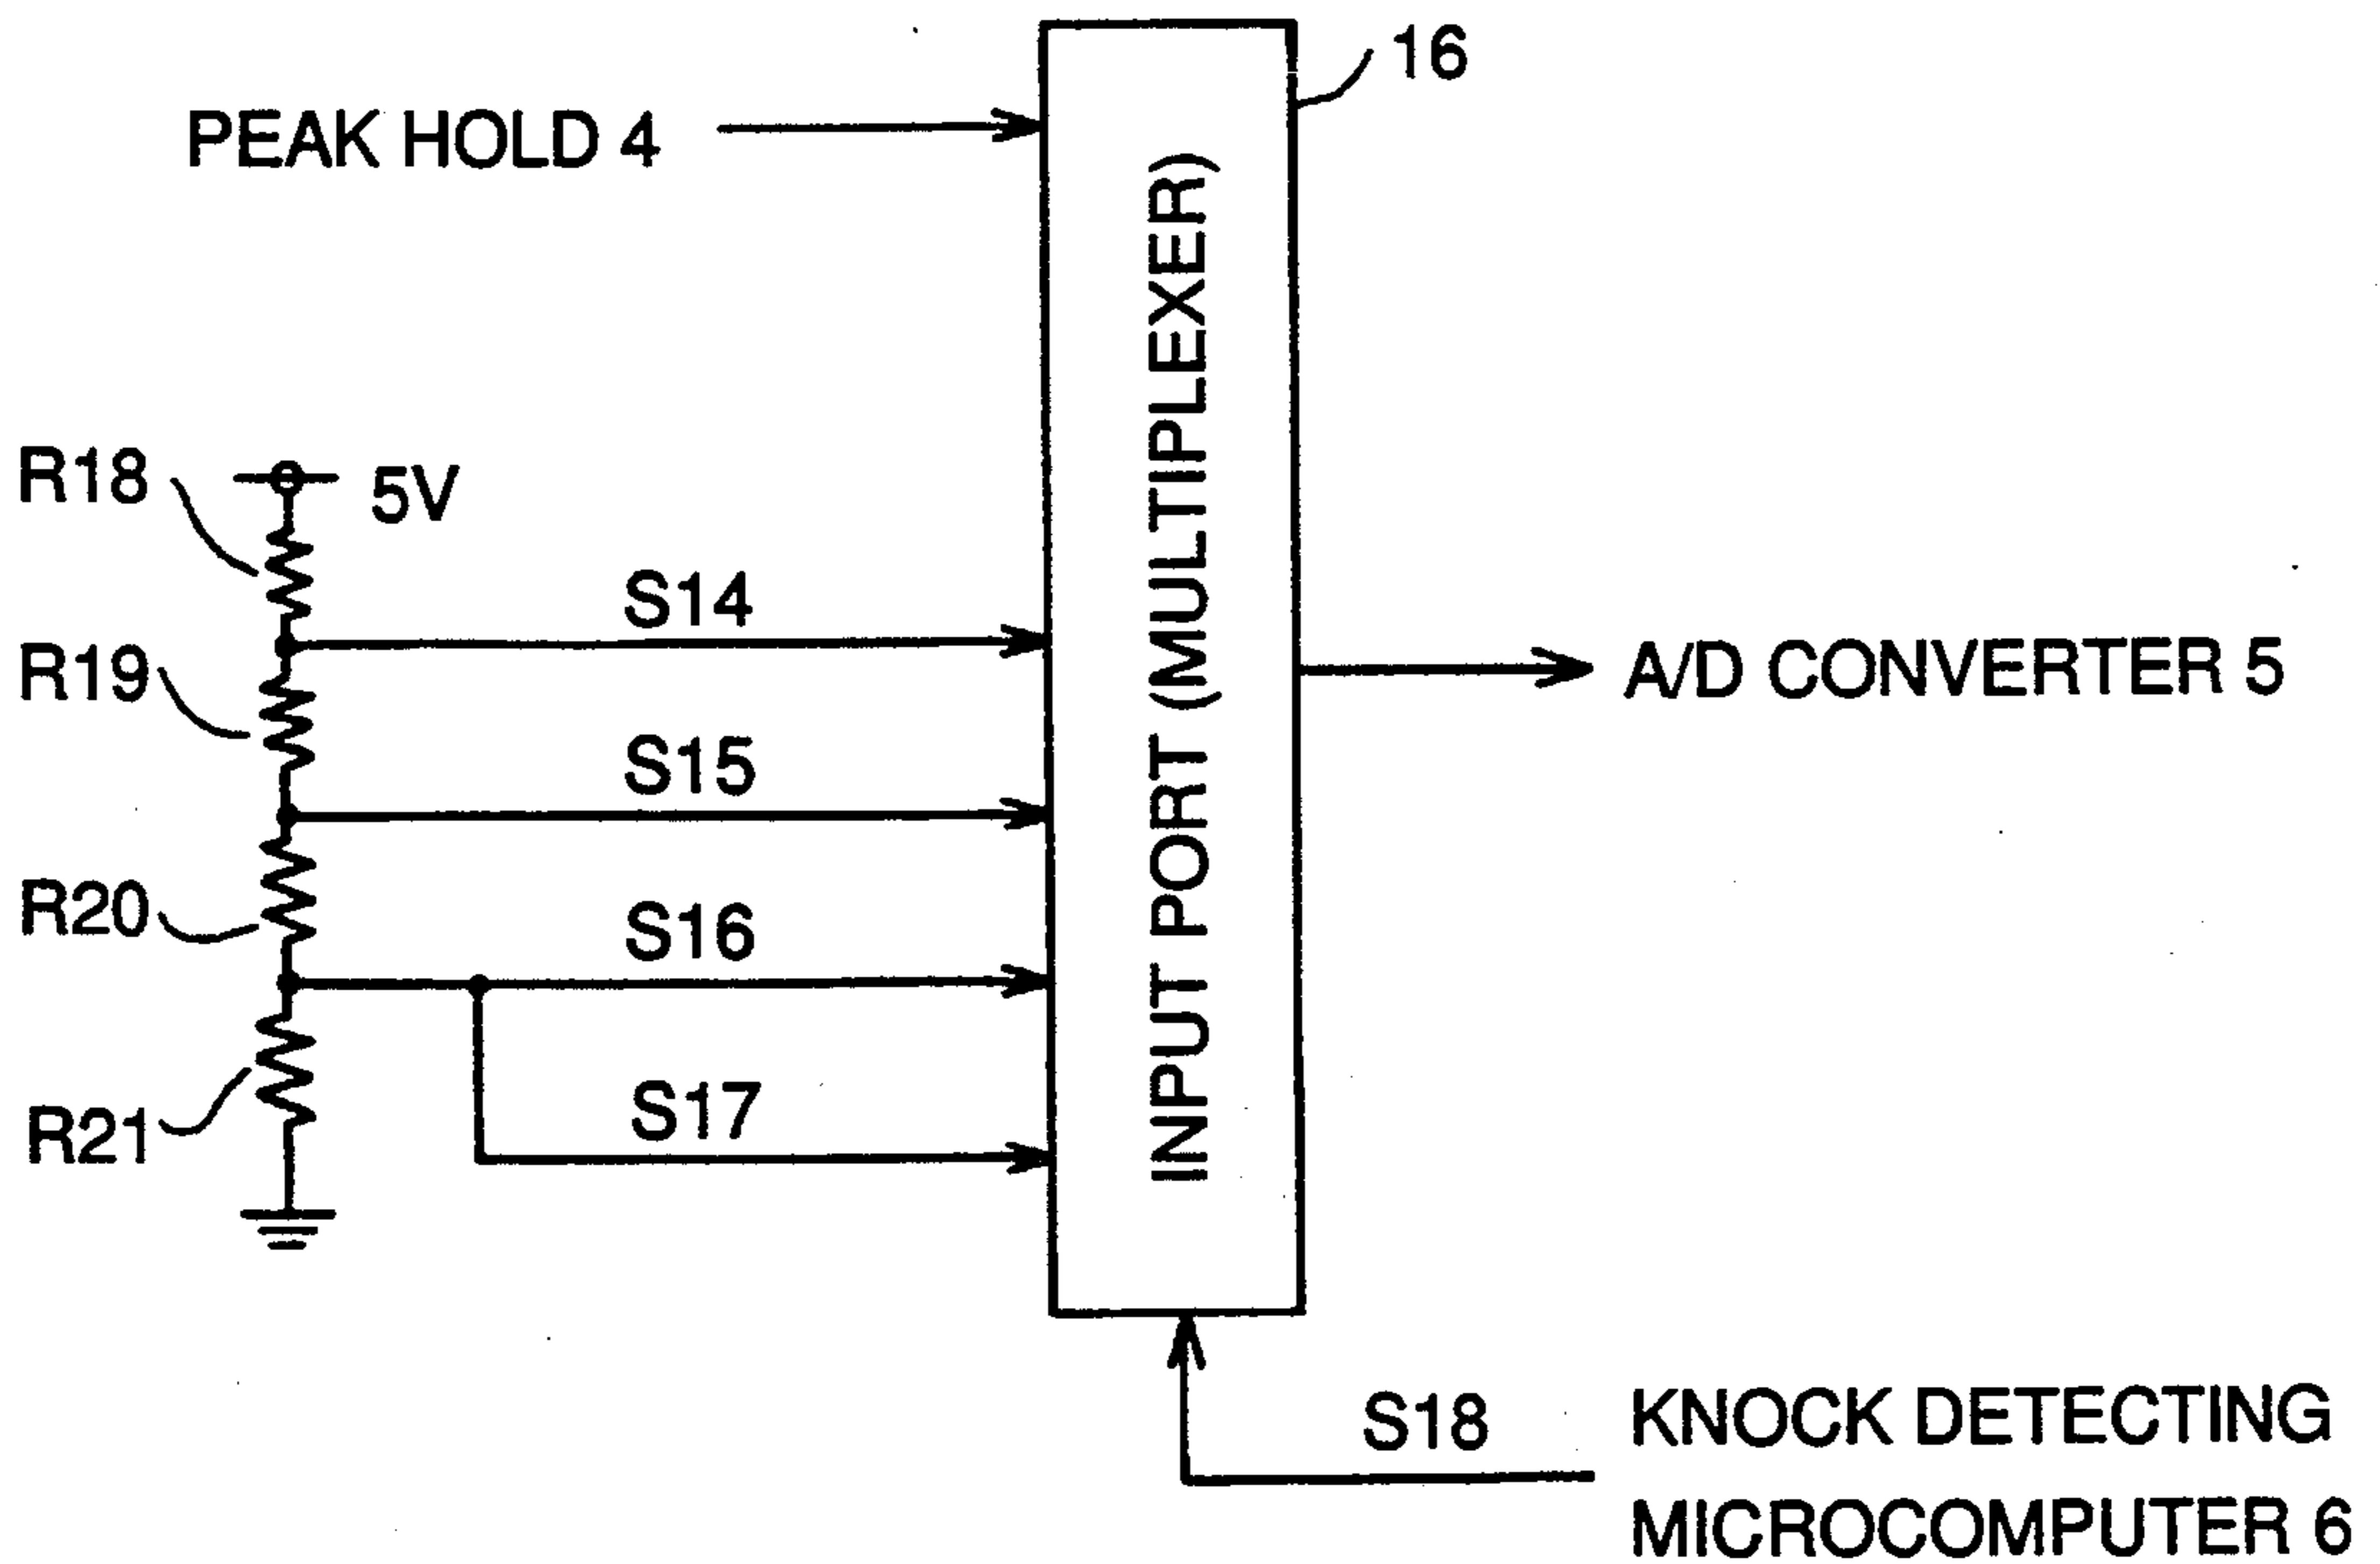 16
PEAK HOLD 4
INPUT PORT (MULTIPLEXER)
R18
5V
S14
R19
A/D CONVERTER 5
S15
R20
S16
R21
S17
S18
KNOCK DETECTING
MICROCOMPUTER 6